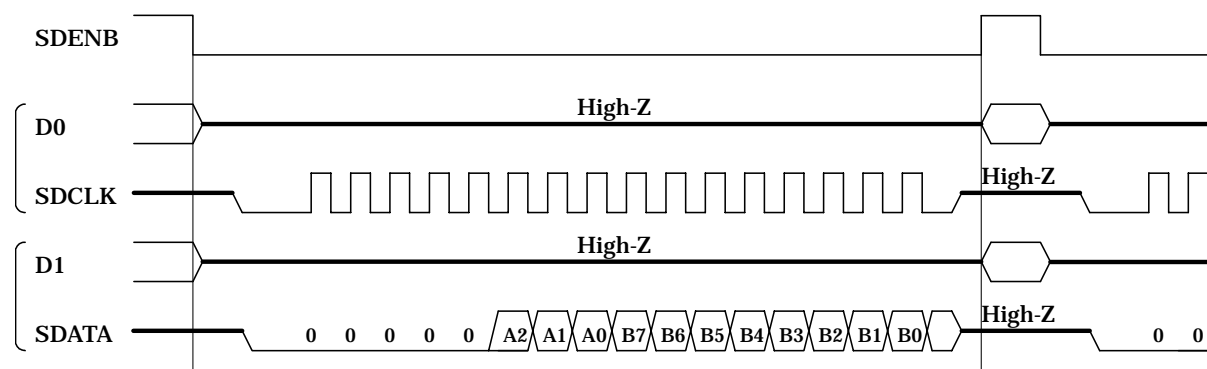 SDENB
High-Z
D0
High-Z
SDCLK
High-Z
D1
High-Z
SDATA 0 0 0 0 0 A2 A1 A0 B7 B6 B5 B4 B3 B2 B1 B0 0 0